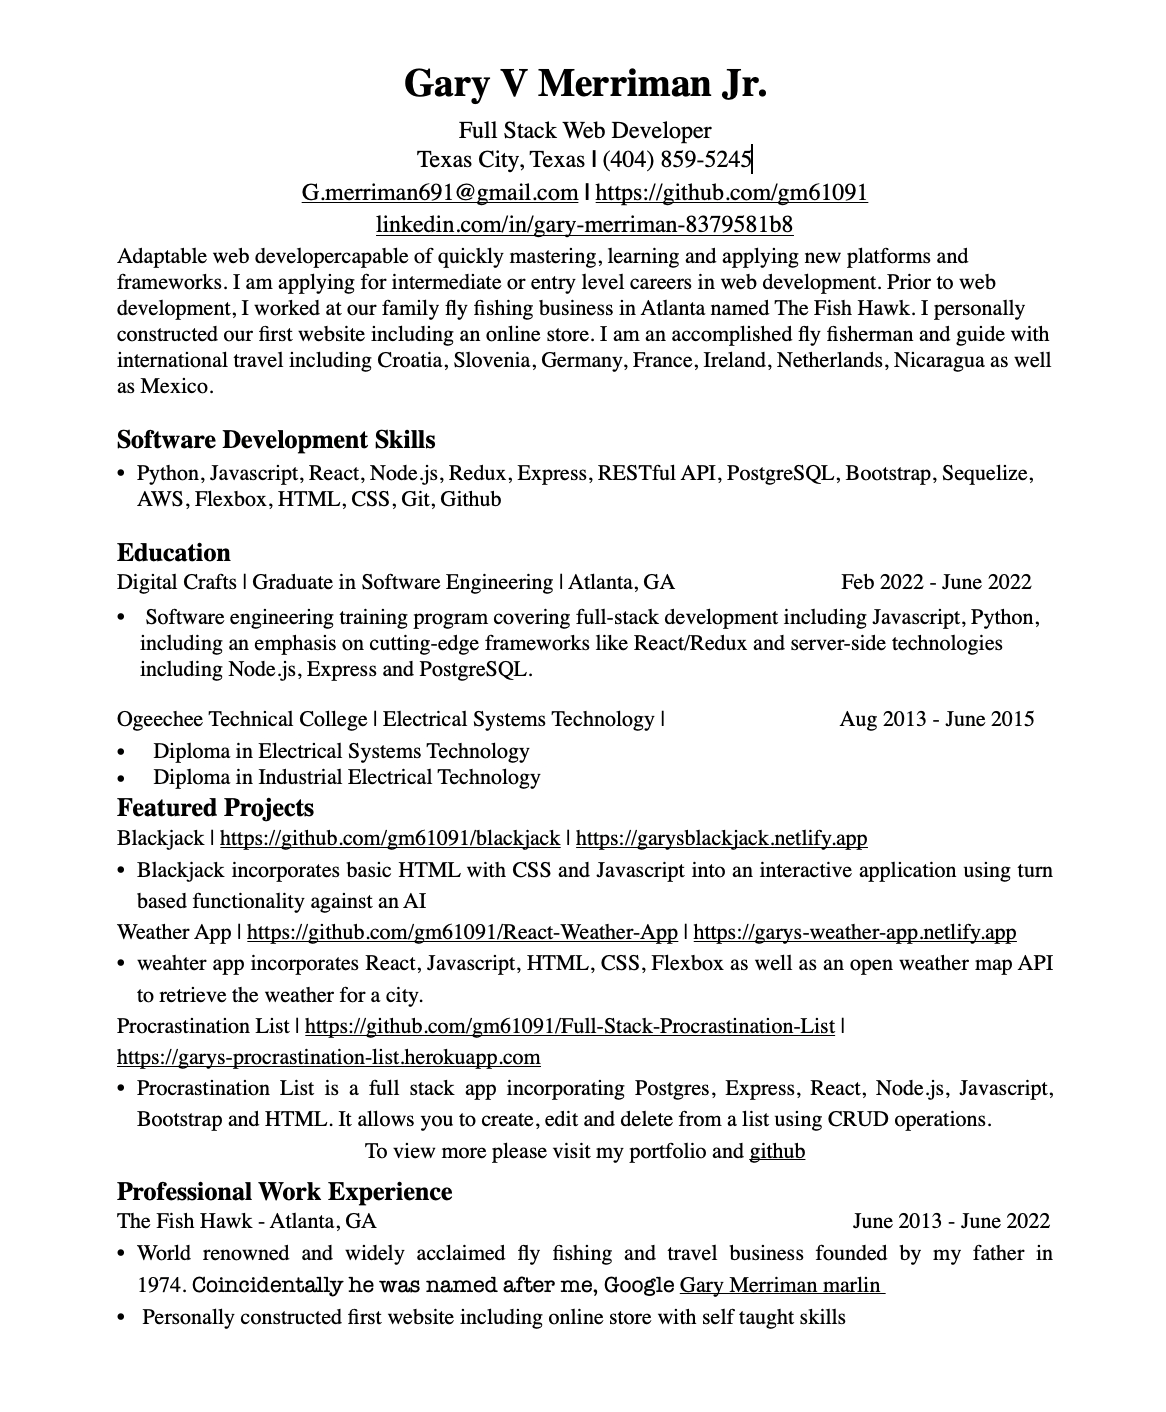 Gary V Merriman Jr.
Full Stack Web Developer
Texas City, Texas | (404) 859-5245
G.merriman691@gmail.com | https://github.com/gm61091
linkedin.com/in/gary-merriman-8379581b8
Adaptable web developercapable of quickly mastering, learning and applying new platforms and
frameworks. I am applying for intermediate or entry level careers in web development. Prior to web
development, I worked at our family fly fishing business in Atlanta named The Fish Hawk. I personally
constructed our first website including an online store. I am an accomplished fly fisherman and guide with
international travel including Croatia, Slovenia, Germany, France, Ireland, Netherlands, Nicaragua as well
as Mexico.
Software Development Skills
• Python, Javascript, React, Node.js, Redux, Express, RESTful API, PostgreSQL, Bootstrap, Sequelize,
AWS, Flexbox, HTML, CSS, Git, Github
Education
Digital Crafts | Graduate in Software Engineering | Atlanta, GA Feb 2022 - June 2022
• Software engineering training program covering full-stack development including Javascript, Python,
including an emphasis on cutting-edge frameworks like React/Redux and server-side technologies
including Node.js, Express and PostgreSQL.
Ogeechee Technical College | Electrical Systems Technology | Aug 2013 - June 2015
• Diploma in Electrical Systems Technology
• Diploma in Industrial Electrical Technology
Featured Projects
Blackjack | https://github.com/gm61091/blackjack | https://garysblackjack.netlify.app
• Blackjack incorporates basic HTML with CSS and Javascript into an interactive application using turn
based functionality against an AI
Weather App | https://github.com/gm61091/React-Weather-App | https://garys-weather-app.netlify.app
• weahter app incorporates React, Javascript, HTML, CSS, Flexbox as well as an open weather map API
to retrieve the weather for a city.
Procrastination List | https://github.com/gm61091/Full-Stack-Procrastination-List |
https://garys-procrastination-list.herokuapp.com
• Procrastination List is a full stack app incorporating Postgres, Express, React, Node.js, Javascript,
Bootstrap and HTML. It allows you to create, edit and delete from a list using CRUD operations.
To view more please visit my portfolio and github
Professional Work Experience
The Fish Hawk - Atlanta, GA June 2013 - June 2022
• World renowned and widely acclaimed fly fishing and travel business founded by my father in
1974. Coincidentally he was named after me, Google Gary Merriman marlin
• Personally constructed first website including online store with self taught skills